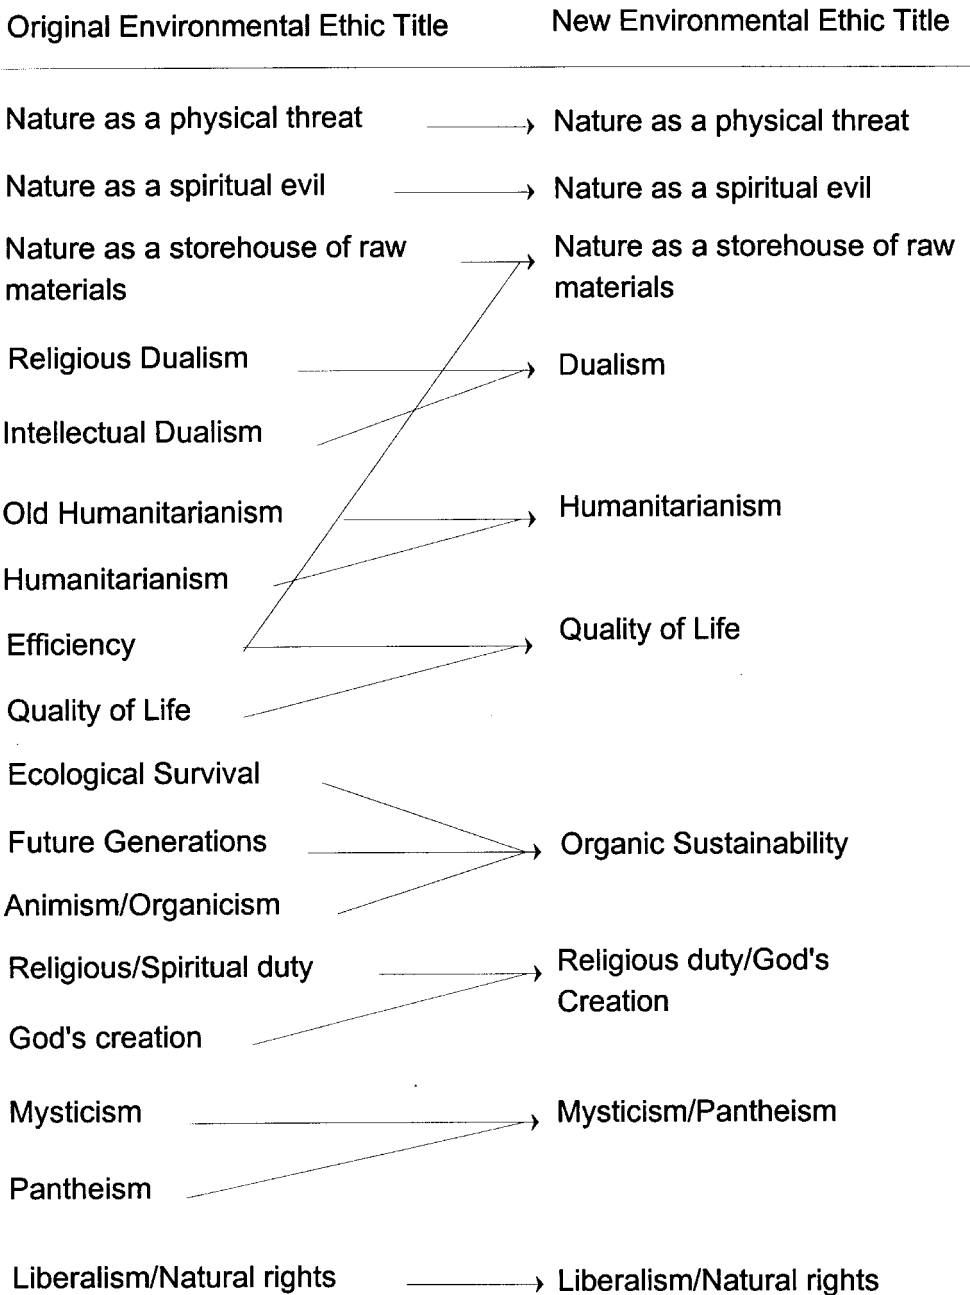 Original Environmental Ethic Title
New Environmental Ethic Title
Nature as a physical threat
Nature as a physical threat
Nature as a spiritual evil
Nature as a spiritual evil
Nature as a storehouse of raw
materials
Nature as a storehouse of raw
materials
Religious Dualism
Dualism
Intellectual Dualism
Old Humanitarianism
Humanitarianism
Humanitarianism
Efficiency
Quality of Life
Quality of Life
Ecological Survival
Future Generations
Organic Sustainability
Animism/Organicism
Religious/Spiritual duty
Religious duty/God's
Creation
God's creation
Mysticism
Mysticism/Pantheism
Pantheism
Liberalism/Natural rights
Liberalism/Natural rights